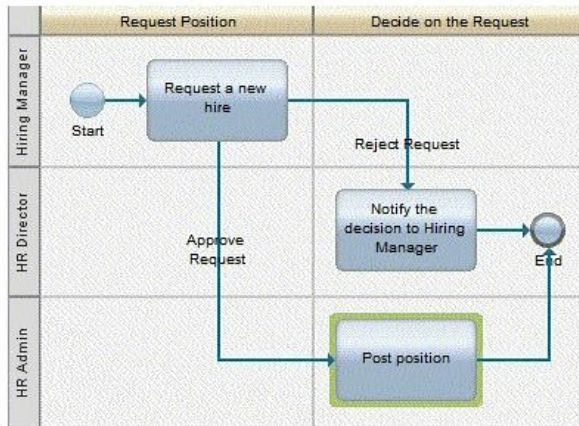 Request Position
Decide on the Request
Hiring Manager
Request a new
hire
Start
Reject Request
HR Director
Notify the
decision to Hiring
Manager
Approve
Request
End
HR Admin
Post position